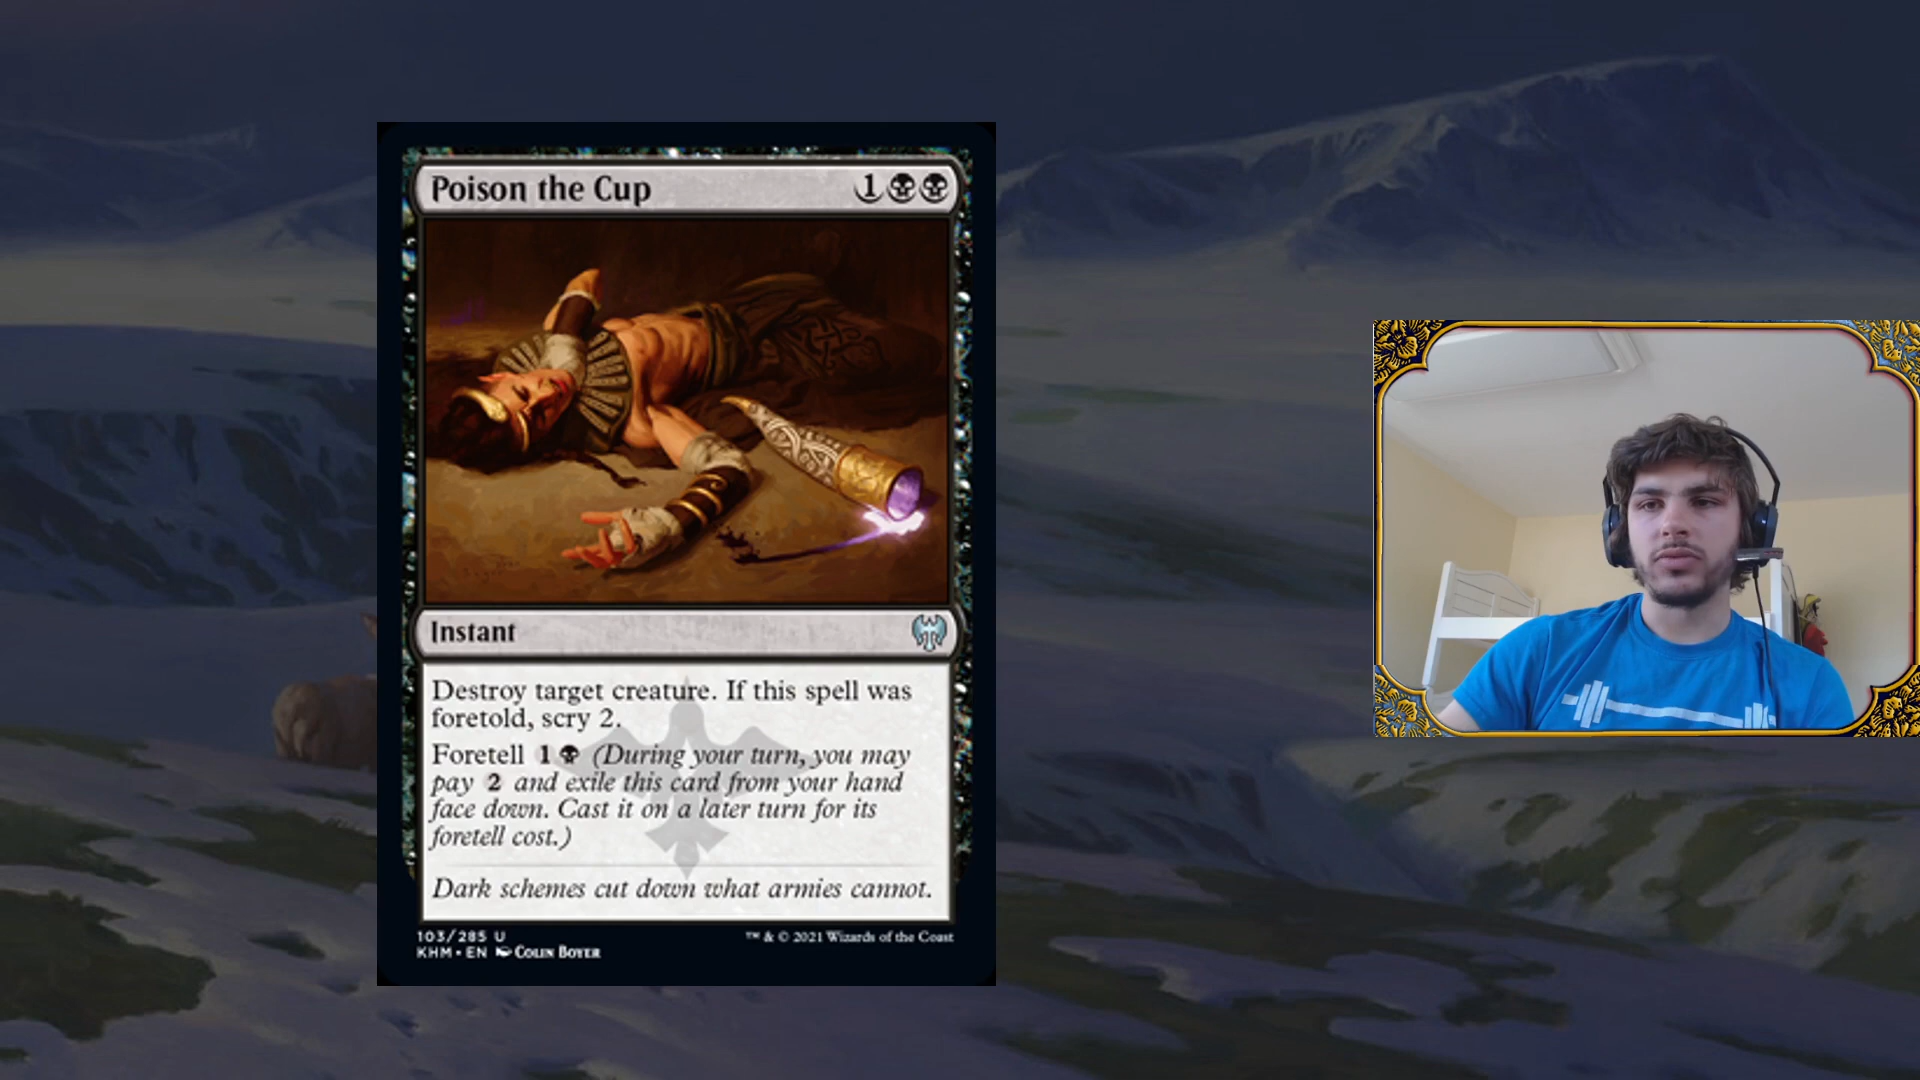 Poison the Cup 1
Instant
Destroy target creature. If this spell was
foretold, scry 2.
Foretell 1 (During your turn, you may
pay 2 and exile this card from your hand
face down. Cast it on a later turn for its
foretell cost.)
Dark schemes cut down what armies cannot.
103/285 U
KHM • EN Colin Boyer
™ & © 2021 Wizards of the Coast